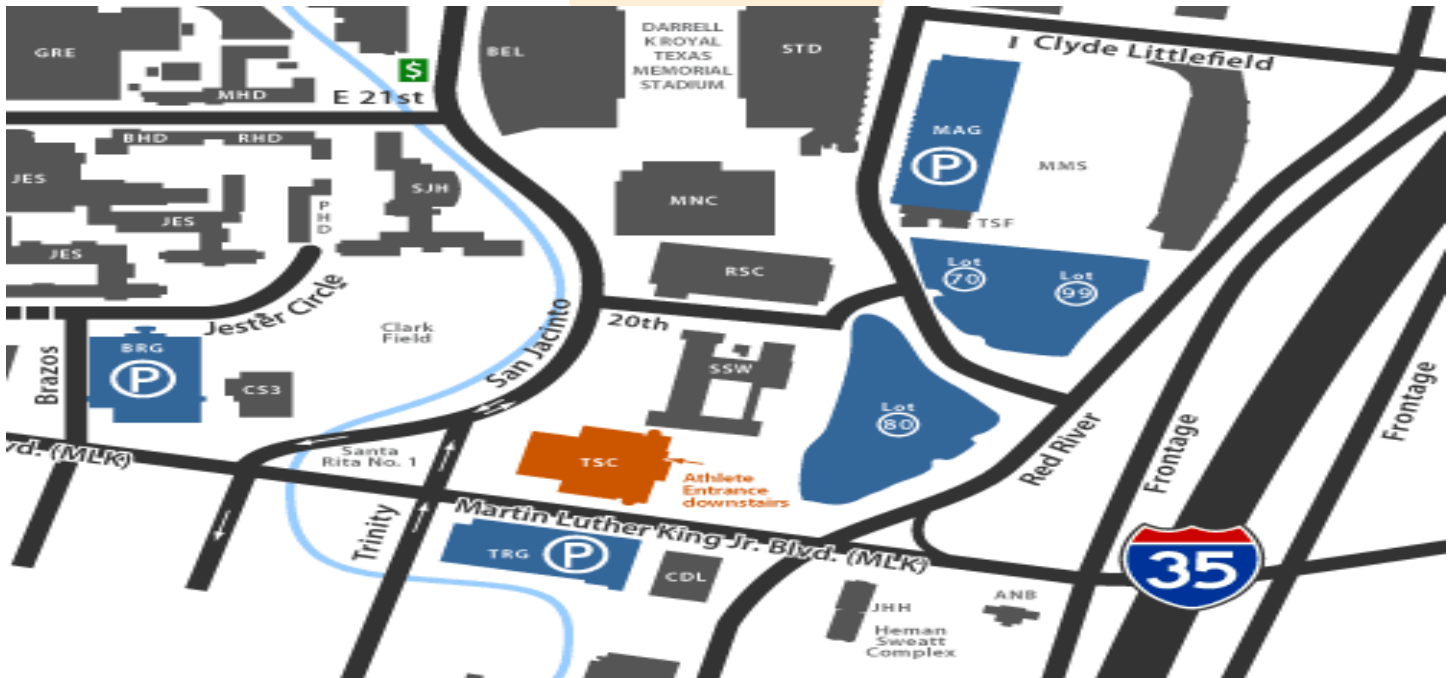 GRE
BEL
DARRELL
K ROYAL
TEXAS
MEMORIAL
STADIUM
STD
I Clyde Littlefield
$
MHD
E 21st
BHD
RHD
MAG
P
MMS
JES
SJH
PHD
MNC
JES
TSF
JES
RSC
Lot
70
Lot
99
Jester Circle
20th
Clark
Field
San Jacinto
BRG
P
Brazos
CS3
SSW
Lot
80
Red River
Frontage
Frontage
vd. (MLK)
Santa
Rita No. 1
TSC
Athlete
Entrance
downstairs
Martin Luther King Jr. Blvd. (MLK)
Trinity
TRG
P
CDL
35
JHH
ANB
Heman
Sweatt
Complex